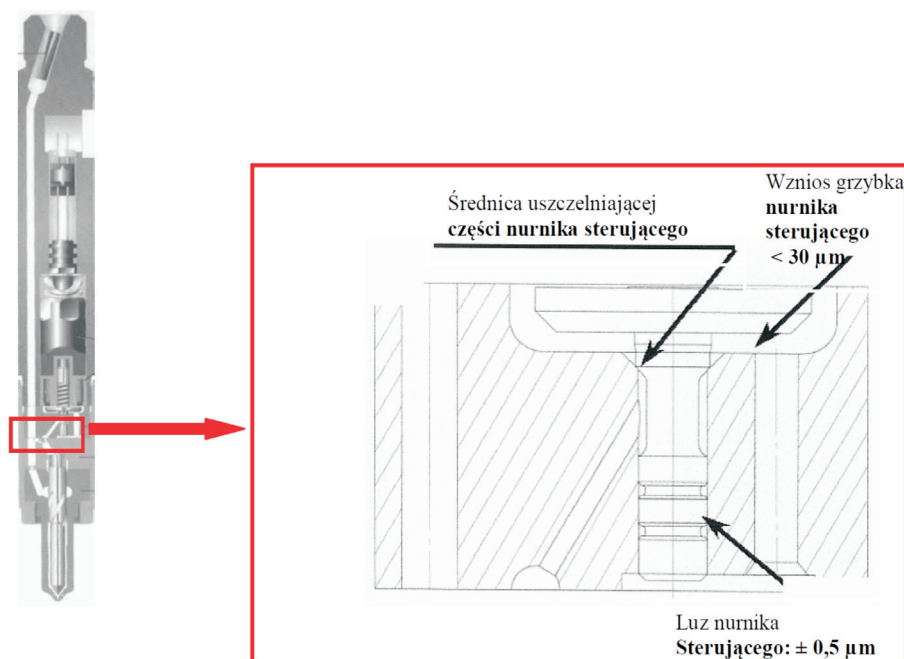 Średnica uszczelniającej
części nurnika sterującego
Wznios grzybka
nurnika
sterującego
< 30 µm
Luz nurnika
Sterującego: ± 0,5 µm